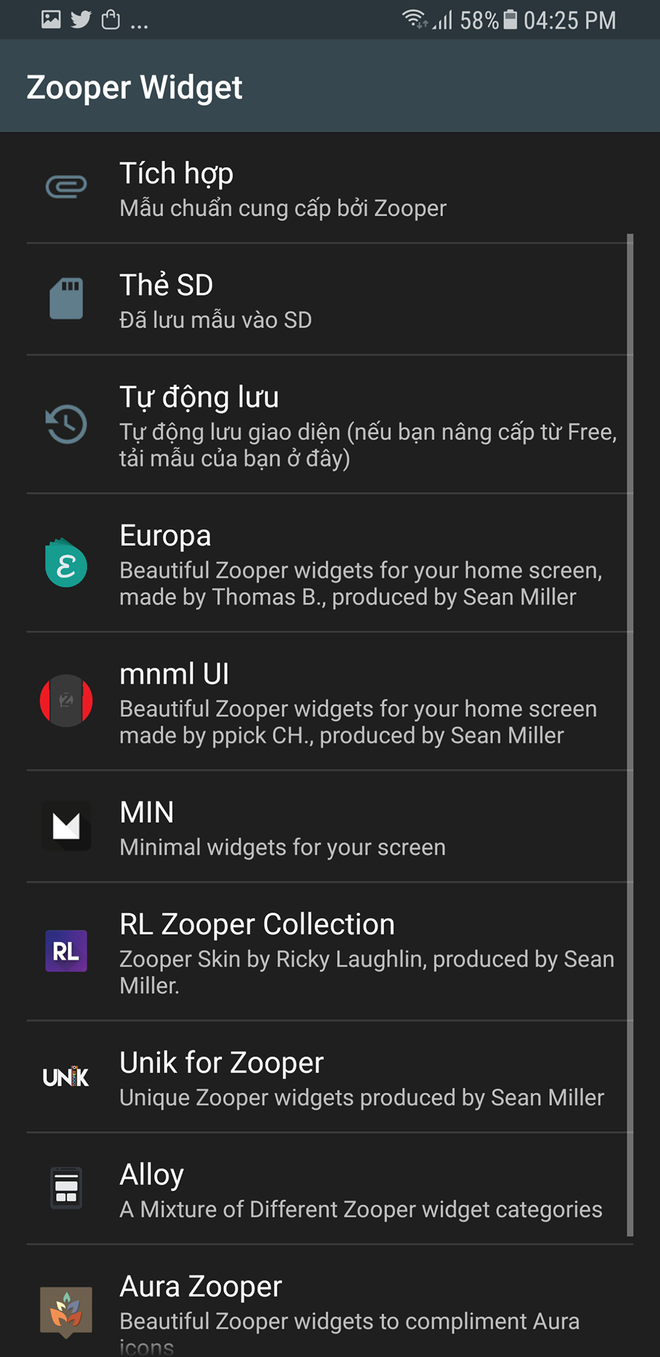 ... 58% 04:25 PM
Zooper Widget
Tích hợp
Mẫu chuẩn cung cấp bởi Zooper
Thẻ SD
Đã lưu mẫu vào SD
Tự động lưu
Tự động lưu giao diện (nếu bạn nâng cấp từ Free,
tải mẫu của bạn ở đây)
Europa
Beautiful Zooper widgets for your home screen,
made by Thomas B., produced by Sean Miller
mnml UI
Beautiful Zooper widgets for your home screen
made by ppick CH., produced by Sean Miller
MIN
Minimal widgets for your screen
RL
RL Zooper Collection
Zooper Skin by Ricky Laughlin, produced by Sean
Miller.
UNIK
Unik for Zooper
Unique Zooper widgets produced by Sean Miller
Alloy
A Mixture of Different Zooper widget categories
Aura Zooper
Beautiful Zooper widgets to compliment Aura
icons